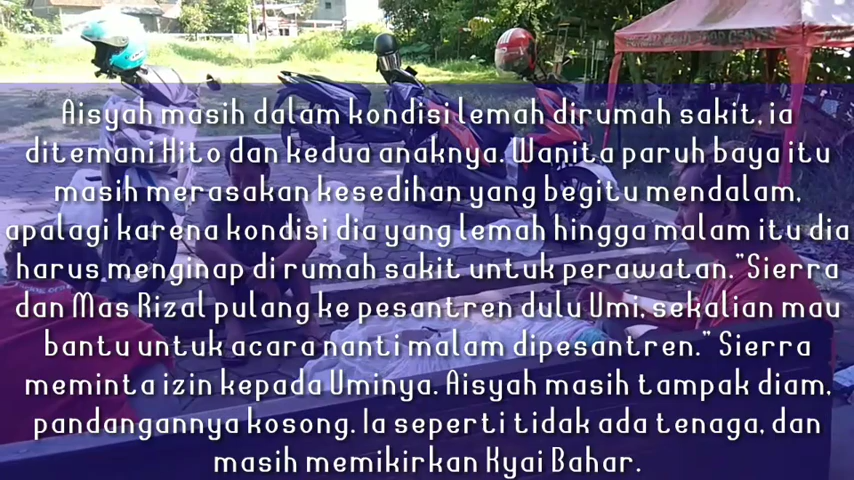 Aisyah masih dalam kondisi lemah dirumah sakit, ia
ditemani Hito dan kedua anaknya. Wanita paruh baya itu
masih merasakan kesedihan yang begitu mendalam,
apalagi karena kondisi dia yang lemah hingga malam itu dia
harus menginap di rumah sakit untuk perawatan."Sierra
dan Mas Rizal pulang ke pesantren dulu Umi, sekalian mau
bantu untuk acara nanti malam dipesantren." Sierra
meminta izin kepada Uminya. Aisyah masih tampak diam,
pandangannya kosong. Ia seperti tidak ada tenaga, dan
masih memikirkan Kyai Bahar.